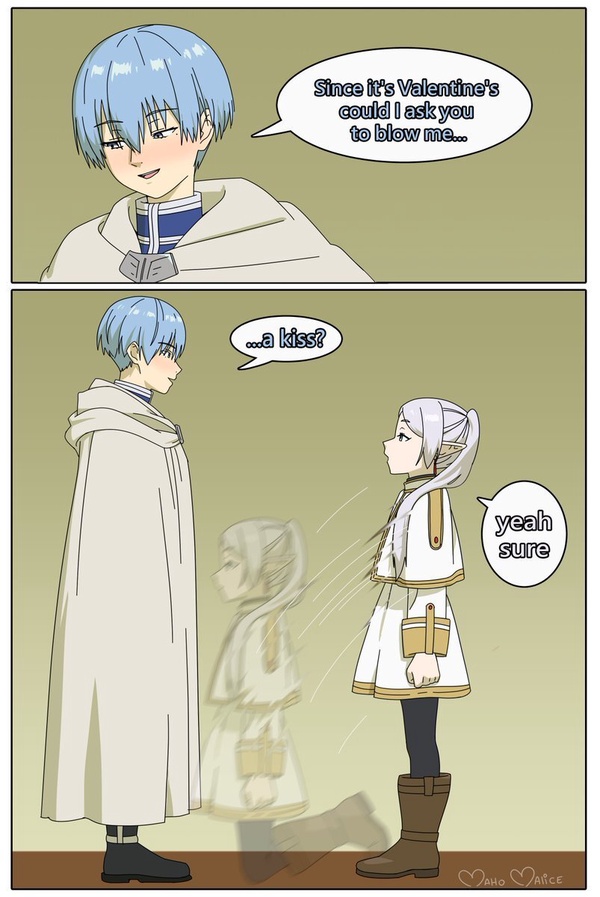 Since it's Valentine's
could I ask you
to blow me...
...a kiss?
yeah
sure
MAHO MALICE